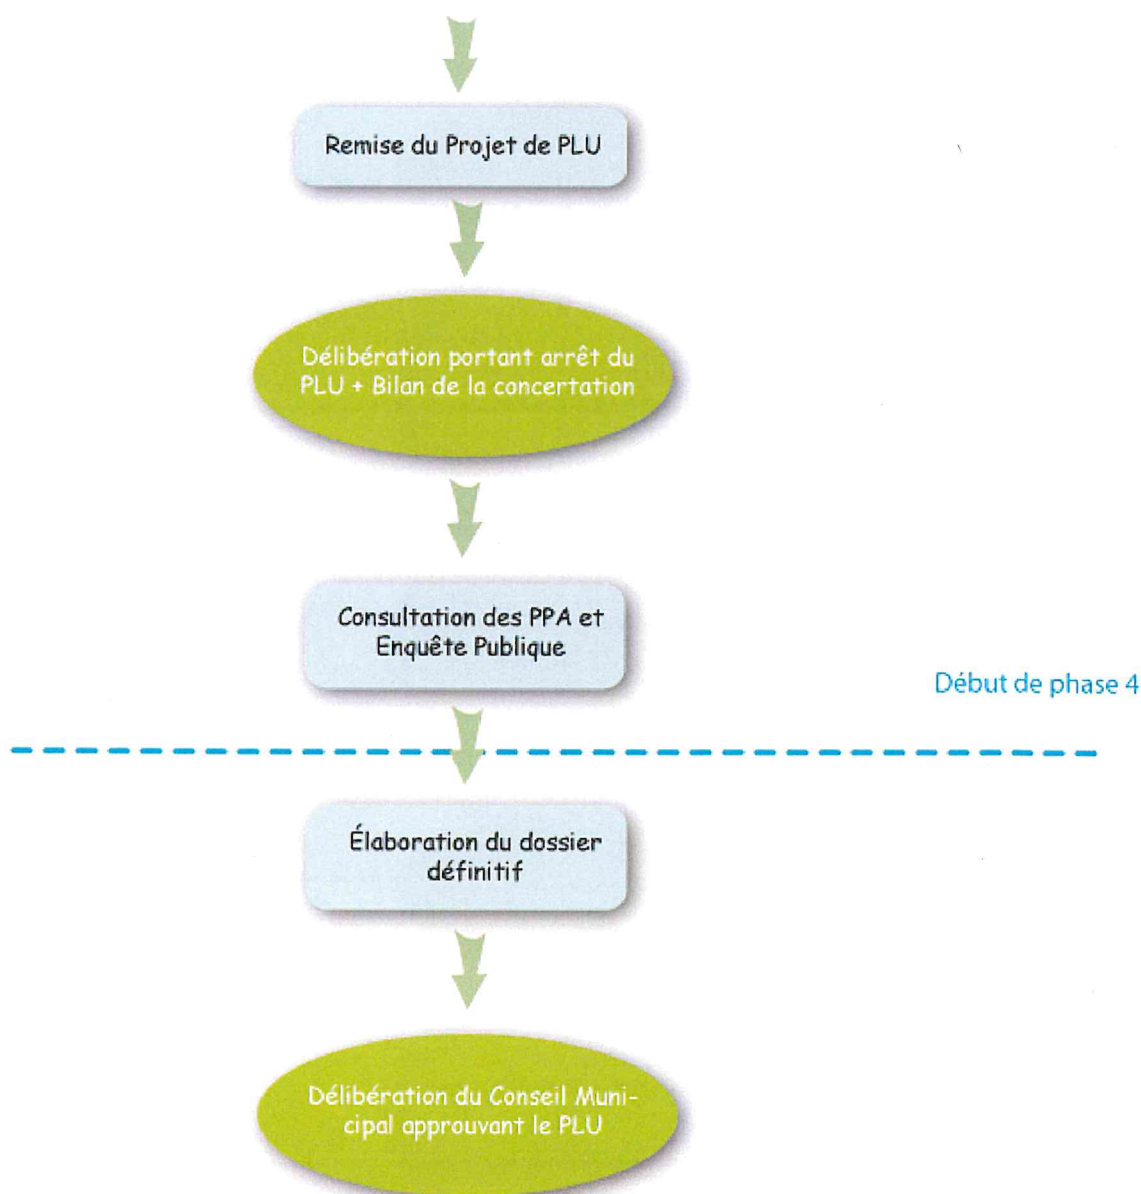 Remise du Projet de PLU
Délibération portant arrêt du
PLU + Bilan de la concertation
Consultation des PPA et
Enquête Publique
Début de phase 4
Élaboration du dossier
définitif
Délibération du Conseil Muni-
cipal approuvant le PLU